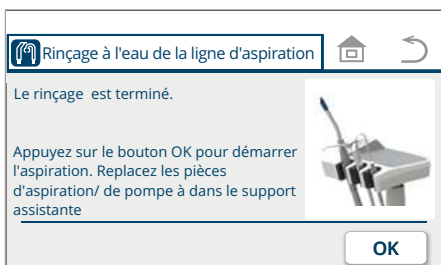 Rinçage à l'eau de la ligne d'aspiration
Le rinçage est terminé.
Appuyez sur le bouton OK pour démarrer
l'aspiration. Replacez les pièces
d'aspiration/ de pompe à dans le support
assistante
OK